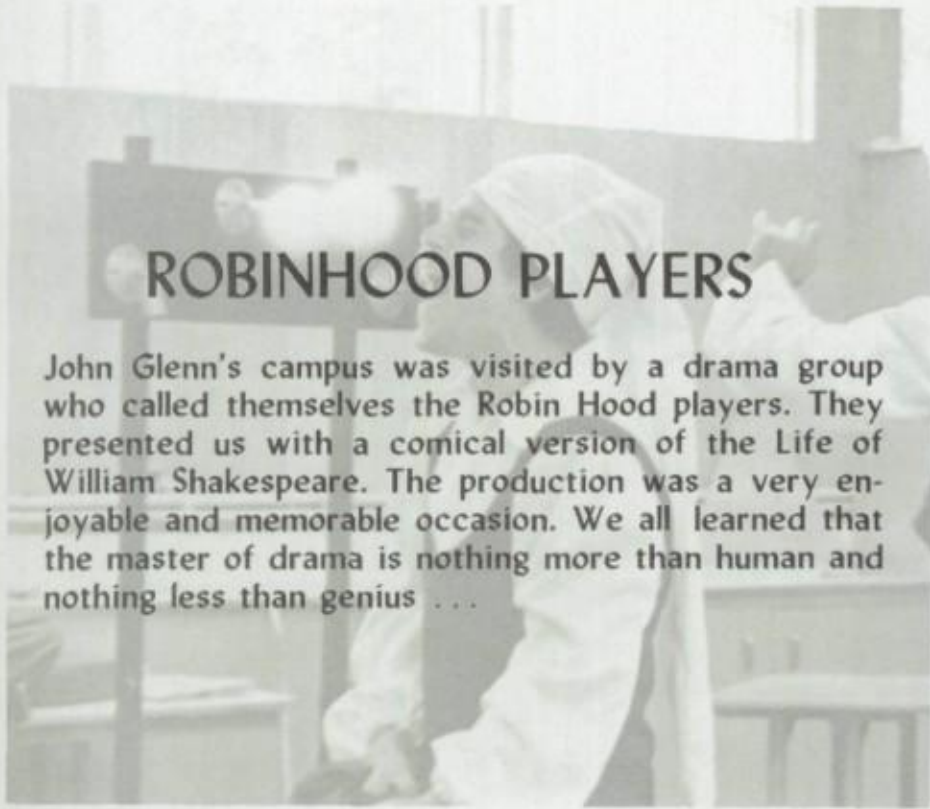 ROBINHOOD PLAYERS
John Glenn's campus was visited by a drama group
who called themselves the Robin Hood players. They
presented us with a comical version of the Life of
William Shakespeare. The production was a very en-
joyable and memorable occasion. We all learned that
the master of drama is nothing more than human and
nothing less than genius . . .